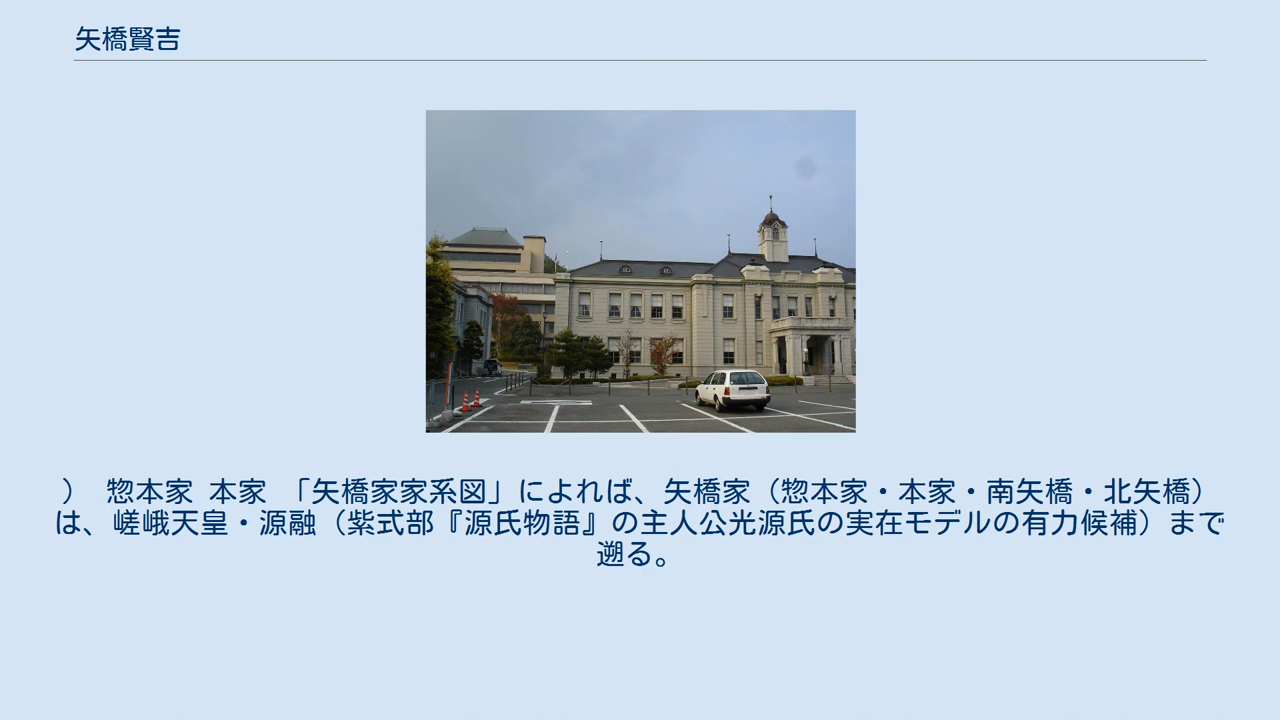 矢橋賢吉
） 惣本家 本家 「矢橋家家系図」によれば、矢橋家（惣本家・本家・南矢橋・北矢橋）
は、嵯峨天皇・源融（紫式部『源氏物語』の主人公光源氏の実在モデルの有力候補）まで
遡る。